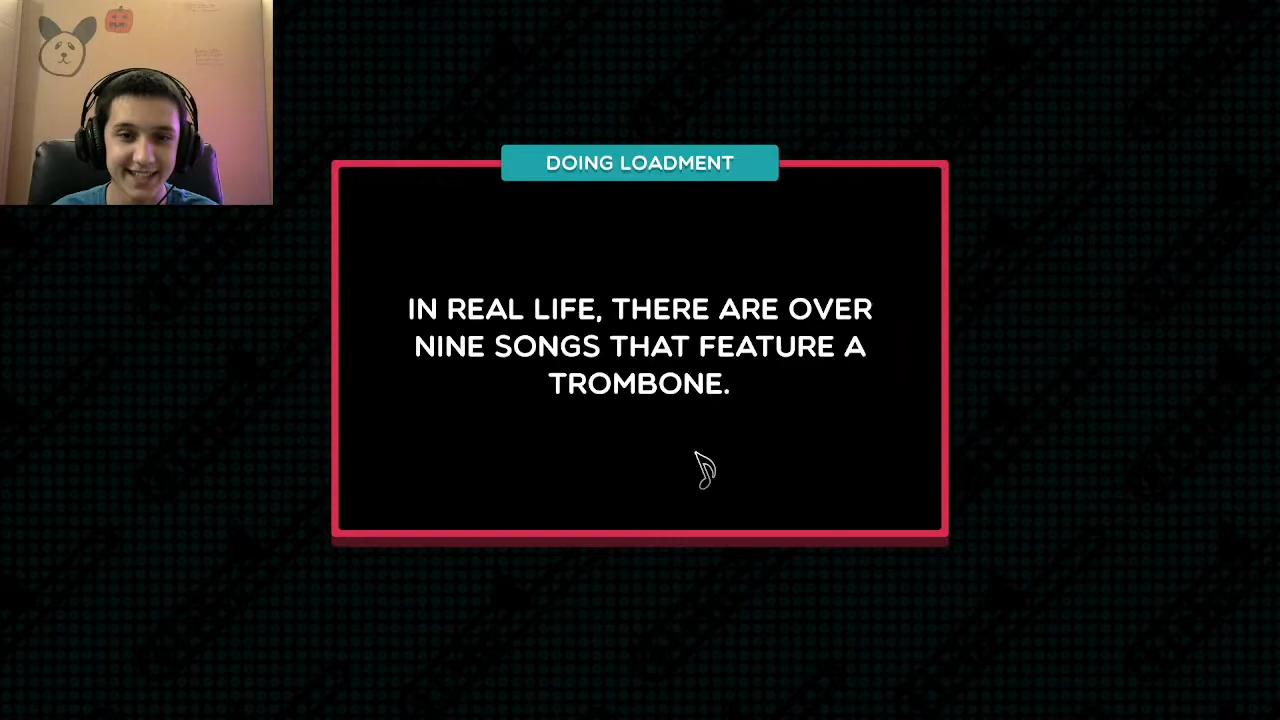 DOING LOADMENT
IN REAL LIFE, THERE ARE OVER
NINE SONGS THAT FEATURE A
TROMBONE.